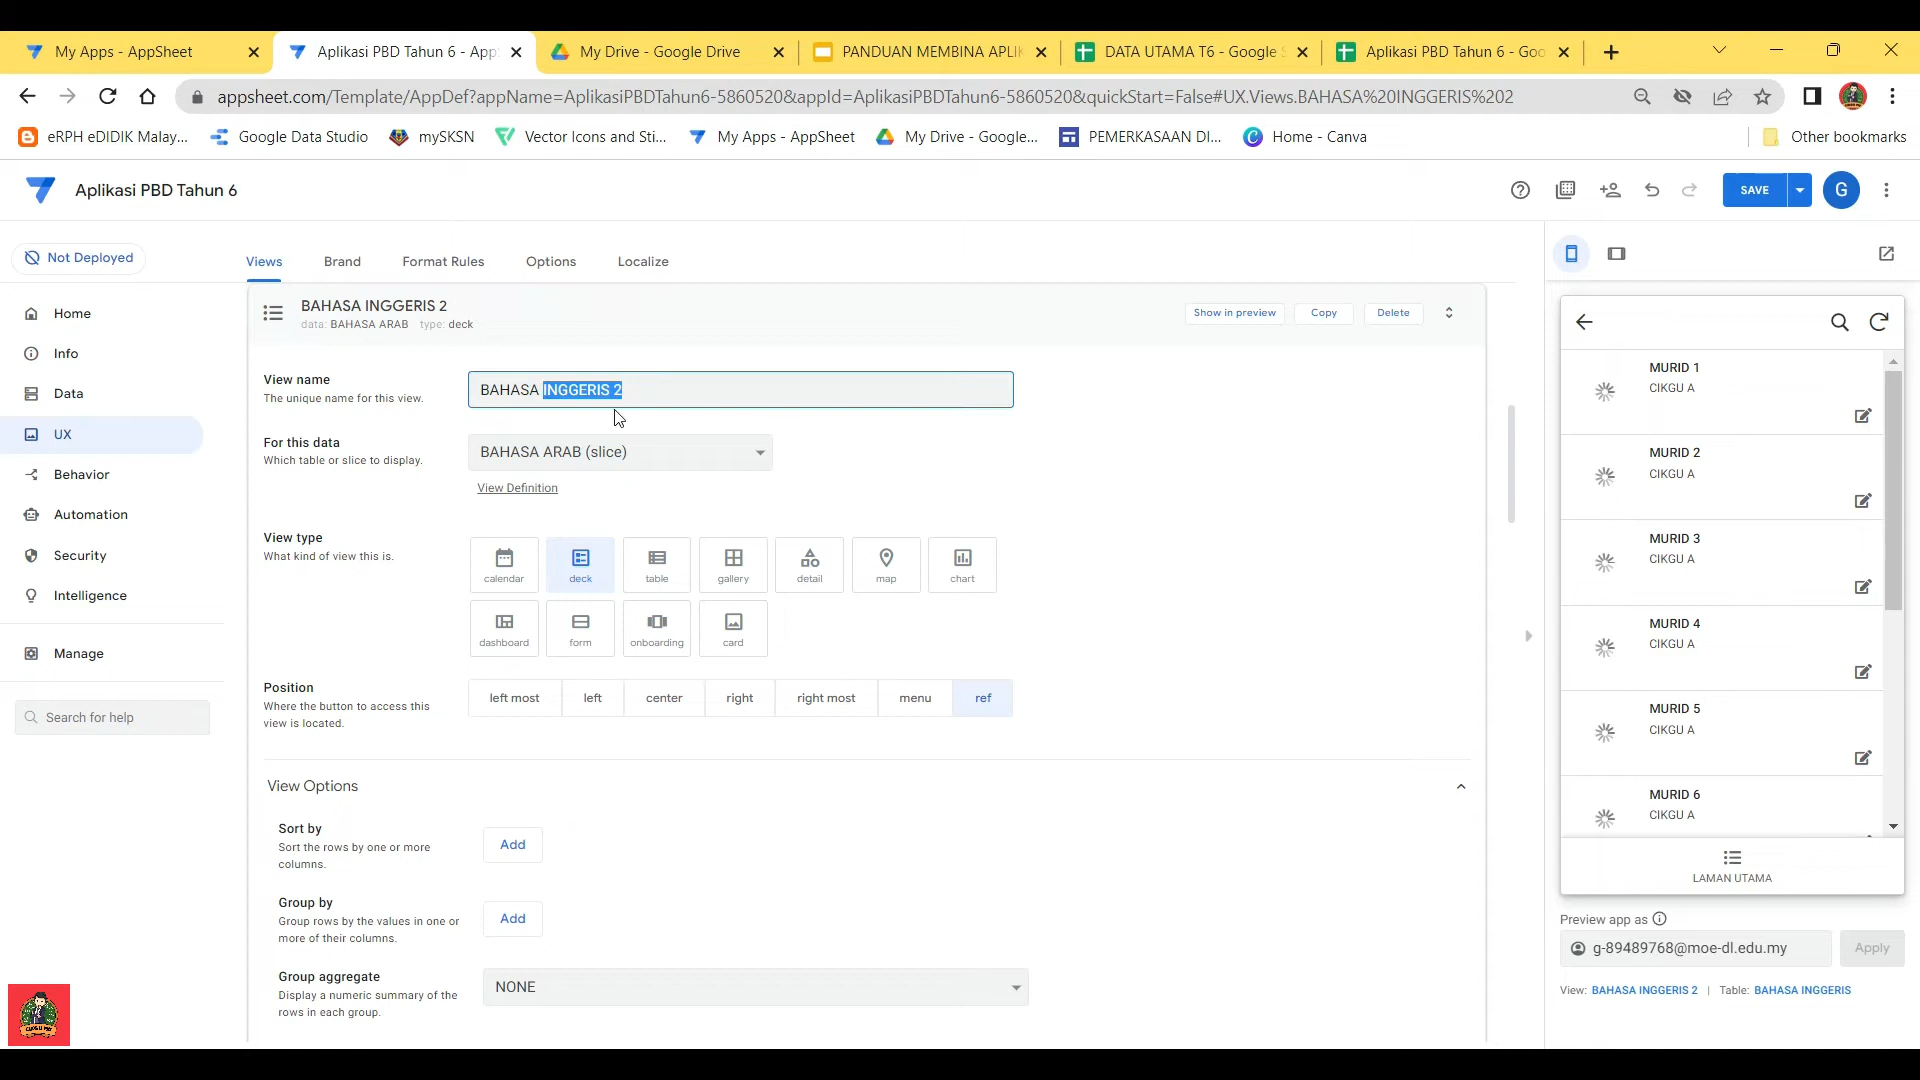 My Apps - AppSheet
Aplikasi PBD Tahun 6 - App
My Drive - Google Drive
PANDUAN MEMBINA APLIK
DATA UTAMA T6 - Google S
Aplikasi PBD Tahun 6 - Goo
appsheet.com/Template/AppDef?appName=AplikasiPBDTahun6-5860520&appId=AplikasiPBDTahun6-5860520&quickStart=False#UX.Views.BAHASA%20INGGERIS%202
eRPH eDIDIK Malay...
Google Data Studio
mySKSN
Vector Icons and Sti...
My Apps - AppSheet
My Drive - Google...
PEMERKASAAN DI...
Home - Canva
Other bookmarks
Aplikasi PBD Tahun 6
SAVE
G
Not Deployed
Home
Info
Data
UX
Behavior
Automation
Security
Intelligence
Manage
Search for help
Views
Brand
Format Rules
Options
Localize
BAHASA INGGERIS 2
data: BAHASA ARAB type: deck
Show in preview
Copy
Delete
View name
The unique name for this view.
BAHASA INGGERIS 2
For this data
Which table or slice to display.
BAHASA ARAB (slice)
View Definition
View type
What kind of view this is.
calendar
deck
table
gallery
detail
map
chart
dashboard
form
onboarding
card
Position
Where the button to access this
view is located.
left most
left
center
right
right most
menu
ref
View Options
Sort by
Sort the rows by one or more
columns.
Add
Group by
Group rows by the values in one or
more of their columns.
Add
Group aggregate
Display a numeric summary of the
rows in each group.
NONE
MURID 1
CIKGU A
MURID 2
CIKGU A
MURID 3
CIKGU A
MURID 4
CIKGU A
MURID 5
CIKGU A
MURID 6
CIKGU A
LAMAN UTAMA
Preview app as
g-89489768@moe-dl.edu.my
Apply
View: BAHASA INGGERIS 2 | Table: BAHASA INGGERIS